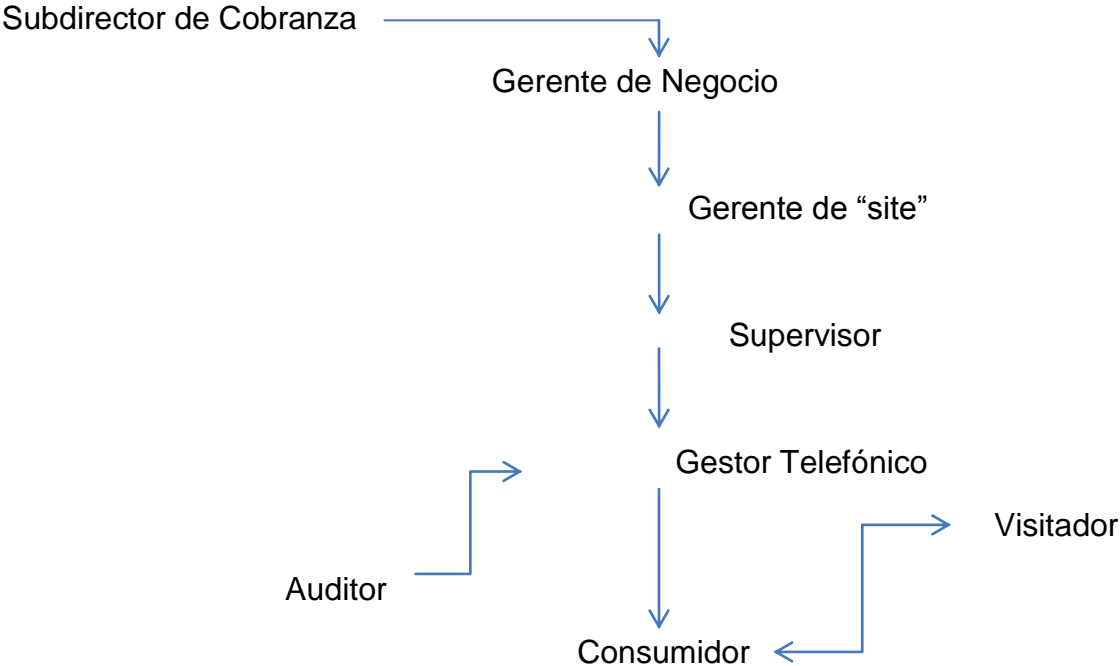 Subdirector de Cobranza
Gerente de Negocio
Gerente de “site”
Supervisor
Gestor Telefónico
Visitador
Auditor
Consumidor